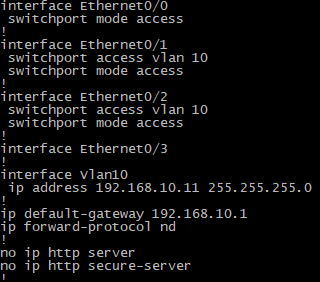 interface Ethernet0/0
 switchport mode access
!
interface Ethernet0/1
 switchport access vlan 10
 switchport mode access
!
interface Ethernet0/2
 switchport access vlan 10
 switchport mode access
!
interface Ethernet0/3
!
interface Vlan10
 ip address 192.168.10.11 255.255.255.0
!
ip default-gateway 192.168.10.1
ip forward-protocol nd
!
no ip http server
no ip http secure-server
!